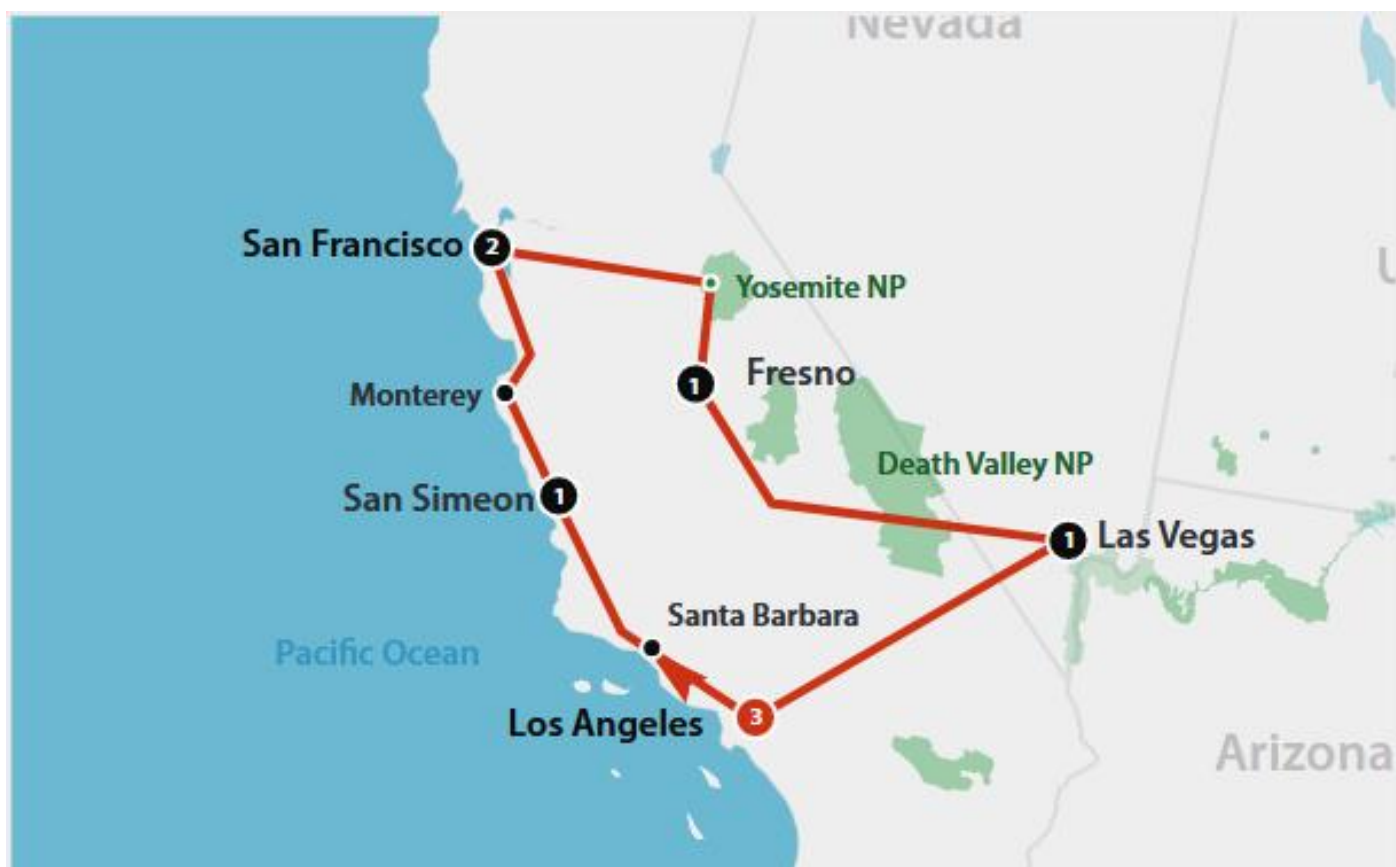 Nevada
San Francisco 2
Yosemite NP
1 Fresno
Monterey
Death Valley NP
San Simeon 1
1 Las Vegas
Santa Barbara
Pacific Ocean
Los Angeles 3
Arizona
U